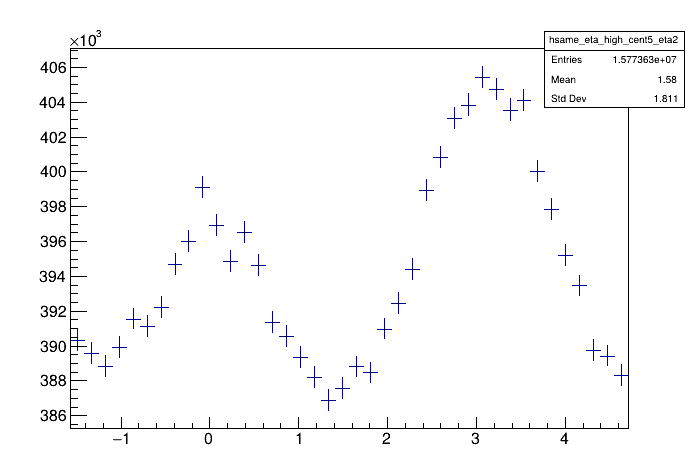 ×10³
hsame_eta_high_cent5_eta2
Entries 1.577363e+07
Mean 1.58
Std Dev 1.811
406
404
402
400
398
396
394
392
390
388
386
−1 0 1 2 3 4